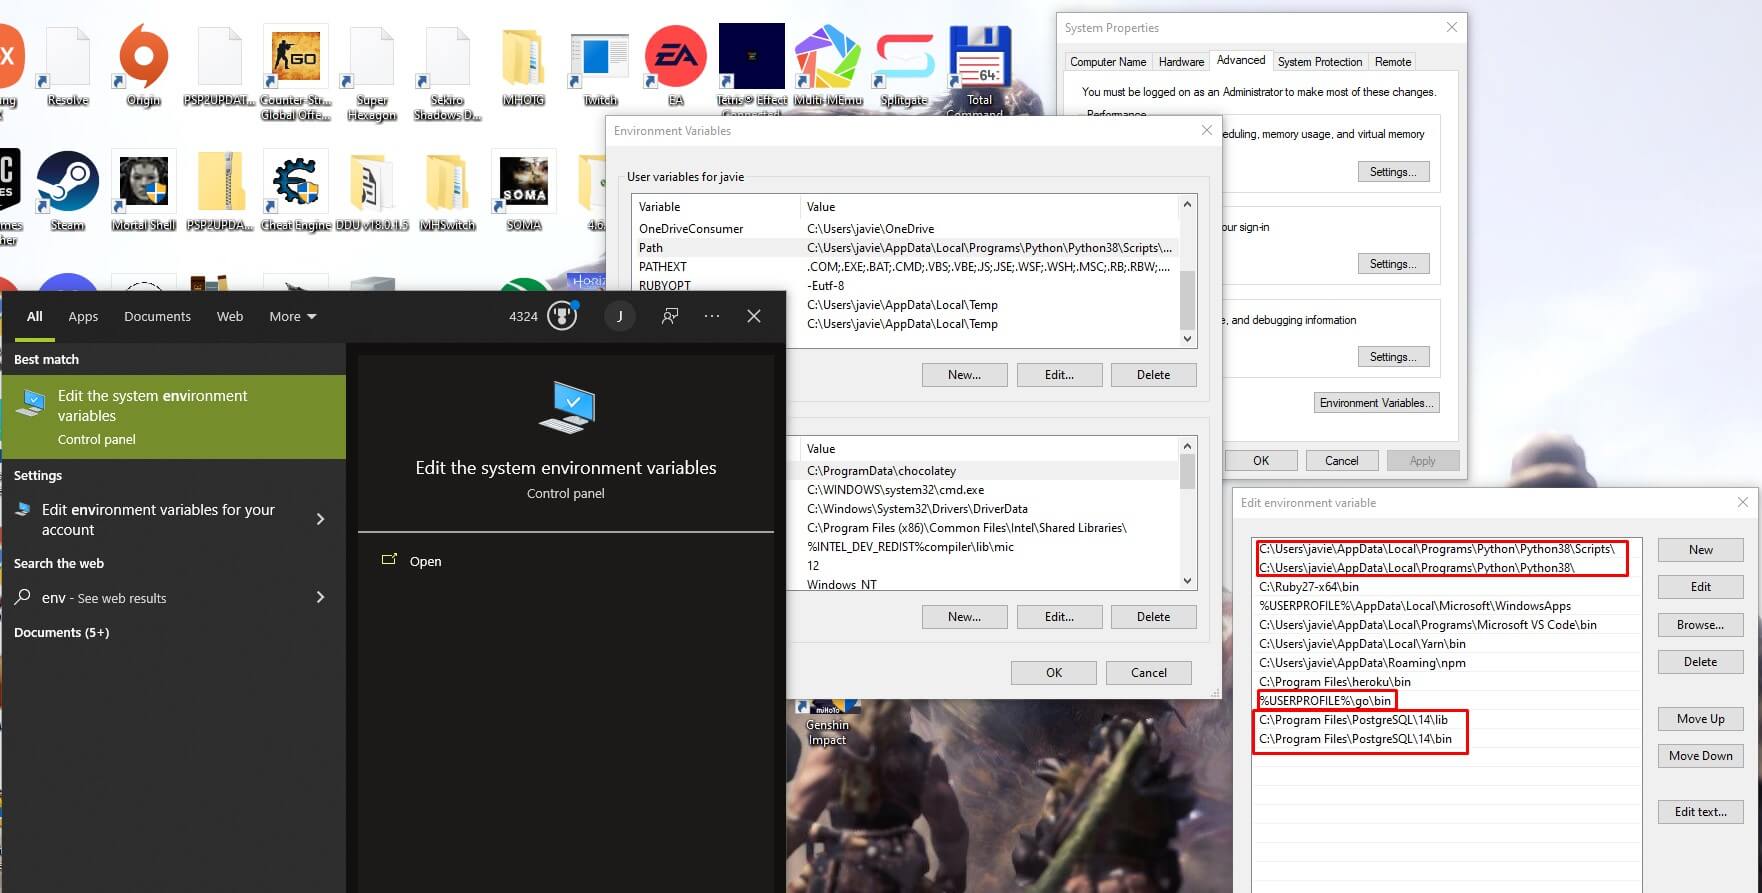 Resolve
Origin
PSP2UPDAT...
Counter-Str...
Global Offe...
Super
Hexagon
Sekiro
Shadows D...
MHOTG
Twitch
EA
Tetris® Effect
Connected
Multi-MEmu
Splitgate
64
Total
Command...
Steam
Mortal Shell
PSP2UPDA...
Cheat Engine
DDU v18.0.1.5
MHSwitch
SOMA
SOMA
4.6.
System Properties
Computer Name
Hardware
Advanced
System Protection
Remote
You must be logged on as an Administrator to make most of these changes.
Performance
eduling, memory usage, and virtual memory
Settings...
our sign-in
Settings...
e, and debugging information
Settings...
Environment Variables...
OK
Cancel
Apply
Environment Variables
User variables for javie
Variable Value
OneDriveConsumer C:\Users\javie\OneDrive
Path C:\Users\javie\AppData\Local\Programs\Python\Python38\Scripts\...
PATHEXT .COM;.EXE;.BAT;.CMD;.VBS;.VBE;.JS;.JSE;.WSF;.WSH;.MSC;.RB;.RBW;....
RUBYOPT -Eutf-8
C:\Users\javie\AppData\Local\Temp
C:\Users\javie\AppData\Local\Temp
New... Edit... Delete
Value
C:\ProgramData\chocolatey
C:\WINDOWS\system32\cmd.exe
C:\Windows\System32\Drivers\DriverData
C:\Program Files (x86)\Common Files\Intel\Shared Libraries\
%INTEL_DEV_REDIST%compiler\lib\mic
12
Windows_NT
New... Edit... Delete
OK Cancel
All Apps Documents Web More 4324 J ...
Best match
Edit the system environment
variables
Control panel
Settings
Edit environment variables for your
account
Search the web
env - See web results
Documents (5+)
Edit the system environment variables
Control panel
Open
Genshin
Impact
Edit environment variable
C:\Users\javie\AppData\Local\Programs\Python\Python38\Scripts\
C:\Users\javie\AppData\Local\Programs\Python\Python38\
C:\Ruby27-x64\bin
%USERPROFILE%\AppData\Local\Microsoft\WindowsApps
C:\Users\javie\AppData\Local\Programs\Microsoft VS Code\bin
C:\Users\javie\AppData\Local\Yarn\bin
C:\Users\javie\AppData\Roaming\npm
C:\Program Files\heroku\bin
%USERPROFILE%\go\bin
C:\Program Files\PostgreSQL\14\lib
C:\Program Files\PostgreSQL\14\bin
New
Edit
Browse...
Delete
Move Up
Move Down
Edit text...